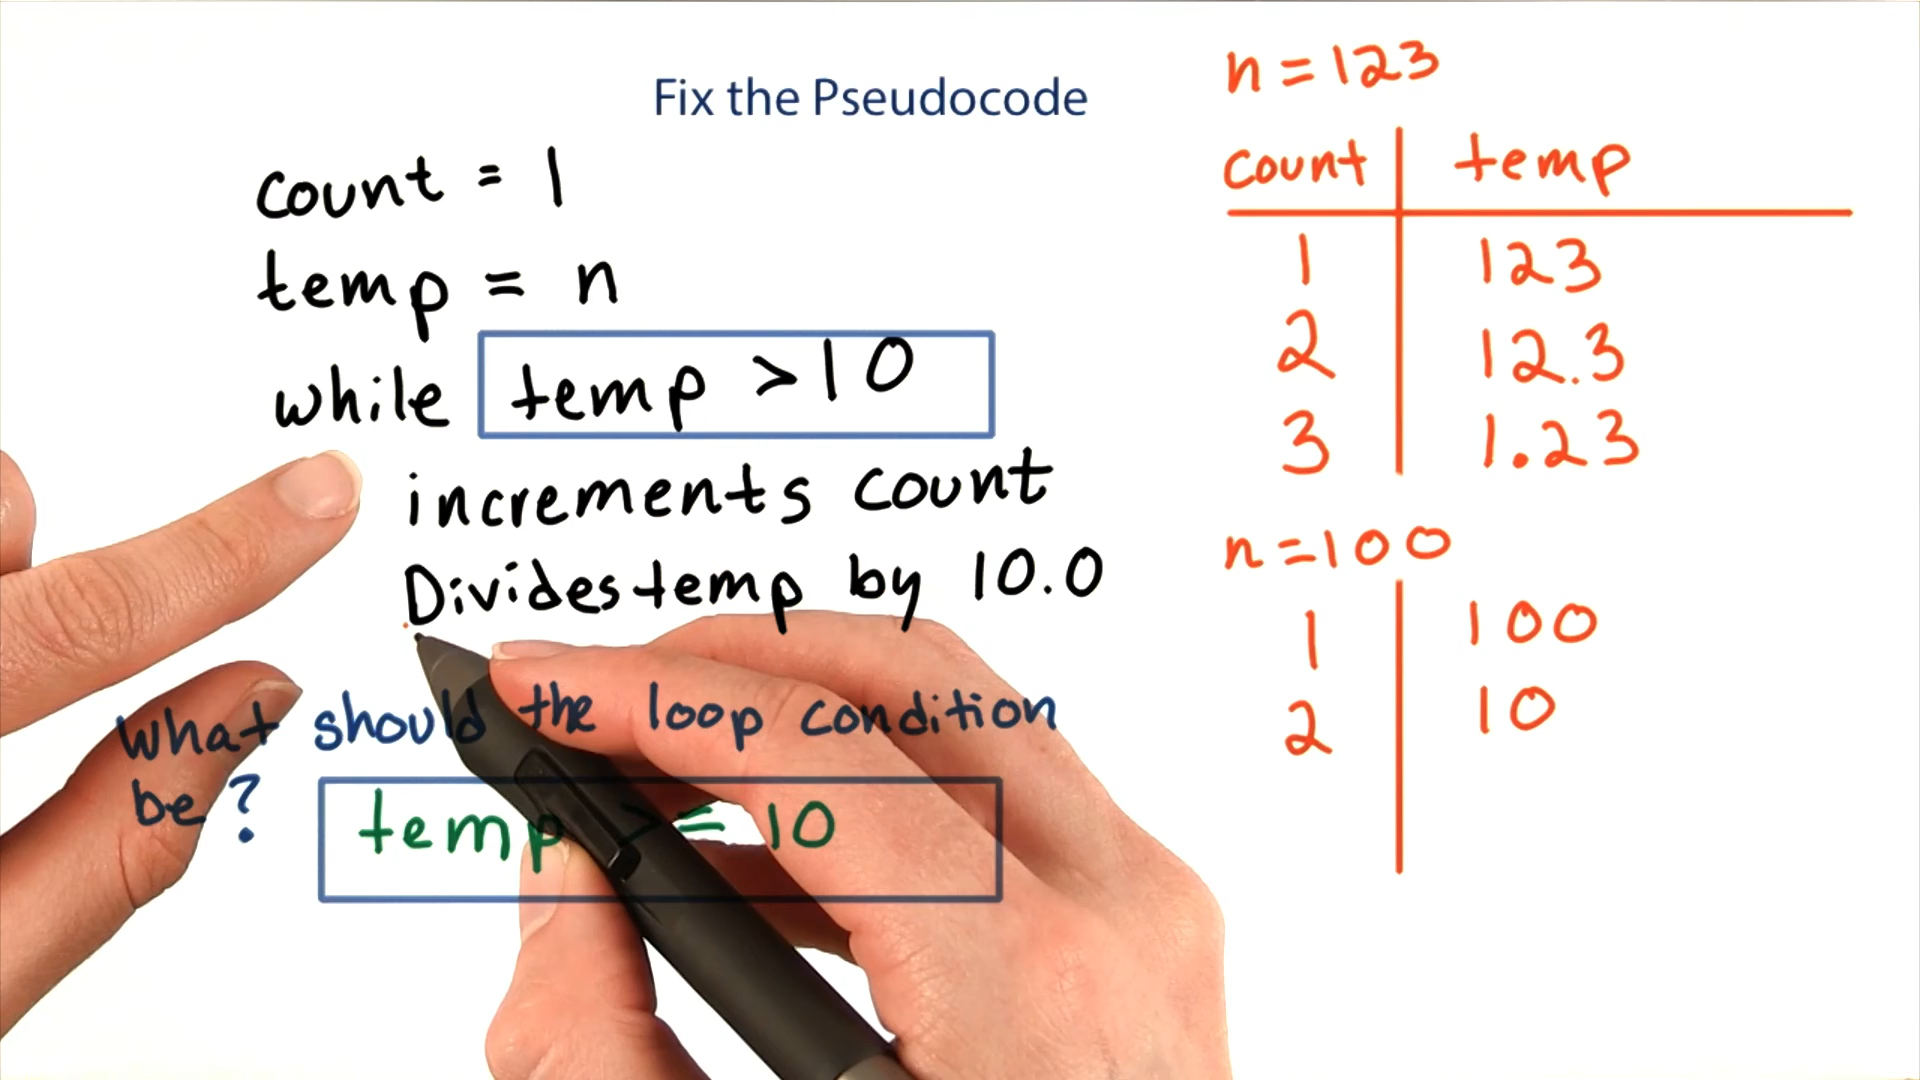 Fix the Pseudocode
count = 1
temp = n
while temp > 10
increments count
Divides temp by 10.0
What should the loop condition
be?
temp >= 10
n = 123
count temp
1 123
2 12.3
3 1.23
n = 100
1 100
2 10